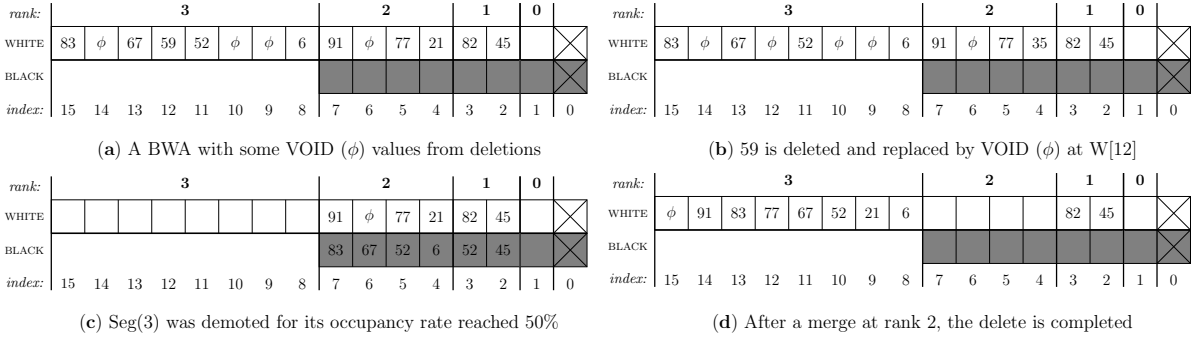 rank: 3 2 1 0
WHITE 83 ϕ 67 59 52 ϕ ϕ 6 91 ϕ 77 21 82 45
BLACK
index: 15 14 13 12 11 10 9 8 7 6 5 4 3 2 1 0
(a) A BWA with some VOID (ϕ) values from deletions
rank: 3 2 1 0
WHITE 83 ϕ 67 ϕ 52 ϕ ϕ 6 91 ϕ 77 35 82 45
BLACK
index: 15 14 13 12 11 10 9 8 7 6 5 4 3 2 1 0
(b) 59 is deleted and replaced by VOID (ϕ) at W[12]
rank: 3 2 1 0
WHITE 91 ϕ 77 21 82 45
BLACK 83 67 52 6 52 45
index: 15 14 13 12 11 10 9 8 7 6 5 4 3 2 1 0
(c) Seg(3) was demoted for its occupancy rate reached 50%
rank: 3 2 1 0
WHITE ϕ 91 83 77 67 52 21 6 82 45
BLACK
index: 15 14 13 12 11 10 9 8 7 6 5 4 3 2 1 0
(d) After a merge at rank 2, the delete is completed